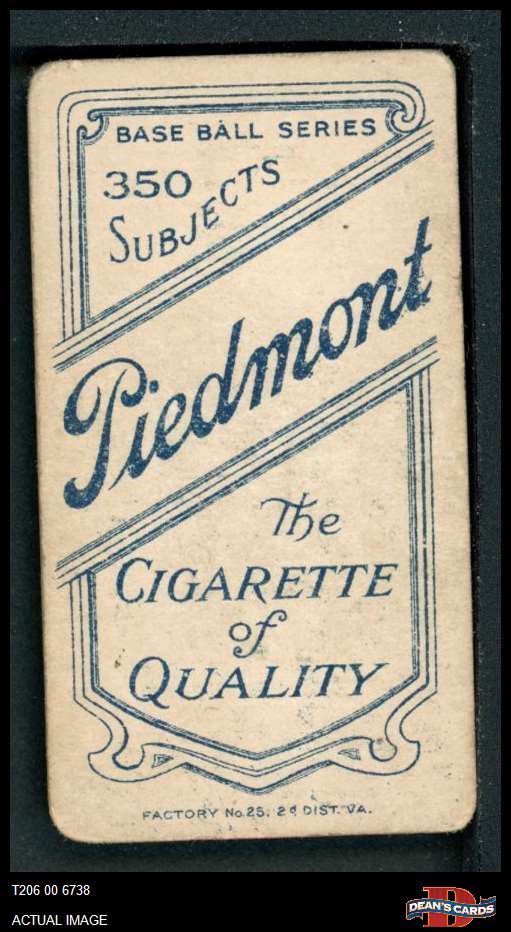 BASE BALL SERIES
350
SUBJECTS
Piedmont
The
CIGARETTE
of
QUALITY
FACTORY No.25, 2d DIST. VA.
T206 00 6738
ACTUAL IMAGE
D
DEAN'S CARDS